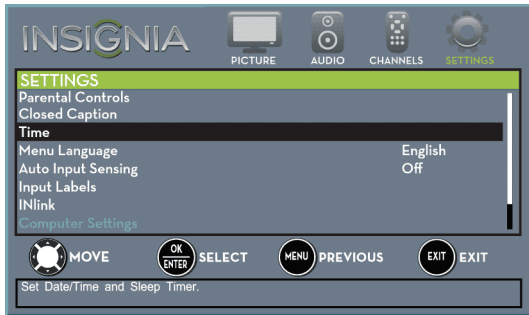 INSIGNIA
PICTURE AUDIO CHANNELS SETTINGS
SETTINGS
Parental Controls
Closed Caption
Time
Menu Language English
Auto Input Sensing Off
Input Labels
INlink
Computer Settings
MOVE OK ENTER SELECT MENU PREVIOUS EXIT EXIT
Set Date/Time and Sleep Timer.